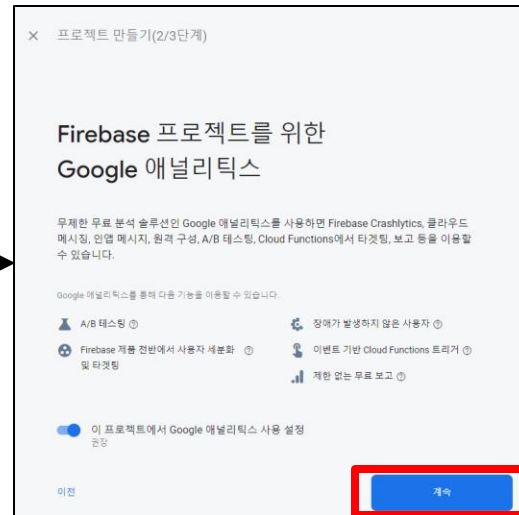 프로젝트 만들기(2/3단계)
Firebase 프로젝트를 위한
Google 애널리틱스
무제한 무료 분석 솔루션인 Google 애널리틱스를 사용하면 Firebase Crashlytics, 클라우드
메시징, 인앱 메시지, 원격 구성, A/B 테스팅, Cloud Functions에서 타겟팅, 보고 등을 이용할
수 있습니다.
Google 애널리틱스를 통해 다음 기능을 이용할 수 있습니다.
A/B 테스팅
장애가 발생하지 않은 사용자
Firebase 제품 전반에서 사용자 세분화
및 타겟팅
이벤트 기반 Cloud Functions 트리거
제한 없는 무료 보고
이 프로젝트에서 Google 애널리틱스 사용 설정
권장
이전
계속